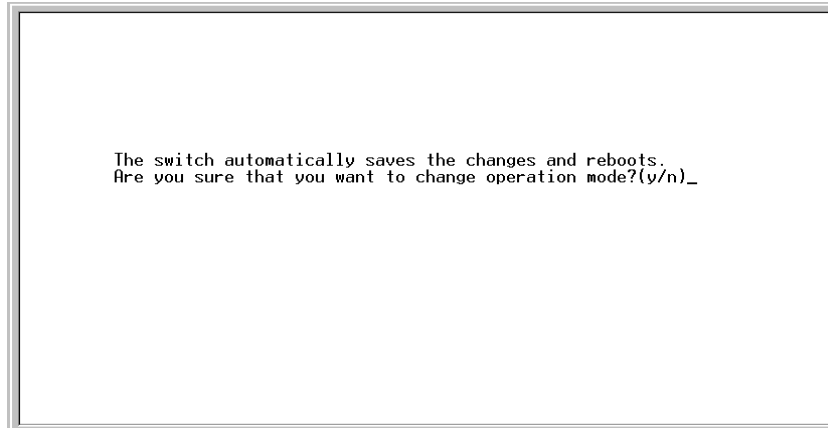 The switch automatically saves the changes and reboots.
Are you sure that you want to change operation mode?(y/n)_